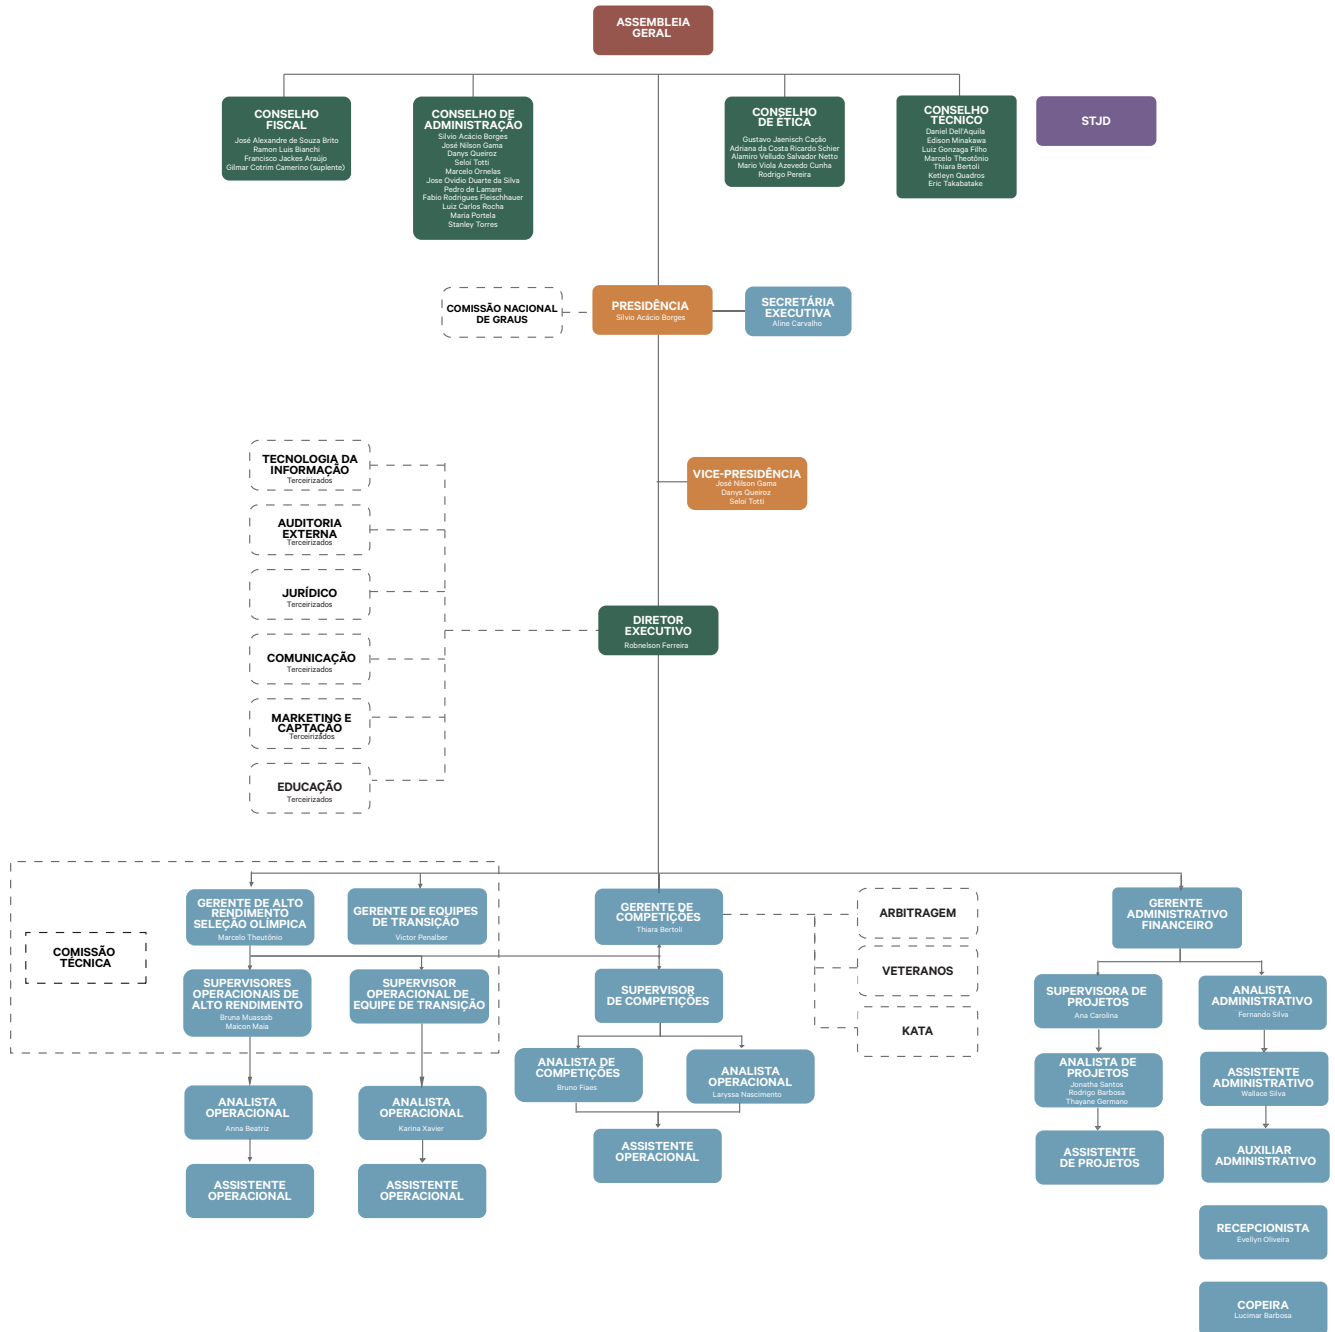 ASSEMBLEIA
GERAL
CONSELHO
FISCAL
José Alexandre de Souza Brito
Ramon Luis Bianchi
Francisco Jackes Araújo
Gilmar Cotrim Camerino (suplente)
CONSELHO DE
ADMINISTRAÇÃO
Silvio Acácio Borges
José Nilson Gama
Danys Queiroz
Seloí Totti
Marcelo Ornelas
Jose Ovidio Duarte da Silva
Pedro de Lamare
Fabio Rodrigues Fleischhauer
Luiz Carlos Rocha
Maria Portela
Stanley Torres
CONSELHO
DE ÉTICA
Gustavo Jaenisch Cação
Adriana da Costa Ricardo Schier
Alamiro Velludo Salvador Netto
Mario Viola Azevedo Cunha
Rodrigo Pereira
CONSELHO
TÉCNICO
Daniel Dell'Aquila
Edison Minakawa
Luiz Gonzaga Filho
Marcelo Theotônio
Thiara Bertoli
Ketleyn Quadros
Eric Takabatake
STJD
COMISSÃO NACIONAL
DE GRAUS
PRESIDÊNCIA
Silvio Acácio Borges
SECRETÁRIA
EXECUTIVA
Aline Carvalho
TECNOLOGIA DA
INFORMAÇÃO
Terceirizados
AUDITORIA
EXTERNA
Terceirizados
JURÍDICO
Terceirizados
COMUNICAÇÃO
Terceirizados
MARKETING E
CAPTAÇÃO
Terceirizados
EDUCAÇÃO
Terceirizados
VICE-PRESIDÊNCIA
José Nilson Gama
Danys Queiroz
Seloí Totti
DIRETOR
EXECUTIVO
Robnelson Ferreira
COMISSÃO
TÉCNICA
GERENTE DE ALTO
RENDIMENTO
SELEÇÃO OLÍMPICA
Marcelo Theutônio
GERENTE DE EQUIPES
DE TRANSIÇÃO
Victor Penalber
GERENTE DE
COMPETIÇÕES
Thiara Bertoli
ARBITRAGEM
VETERANOS
KATA
GERENTE
ADMINISTRATIVO
FINANCEIRO
SUPERVISORES
OPERACIONAIS DE
ALTO RENDIMENTO
Bruna Muassab
Maicon Maia
SUPERVISOR
OPERACIONAL DE
EQUIPE DE TRANSIÇÃO
SUPERVISOR
DE COMPETIÇÕES
SUPERVISORA DE
PROJETOS
Ana Carolina
ANALISTA
ADMINISTRATIVO
Fernando Silva
ANALISTA DE
COMPETIÇÕES
Bruno Fiaes
ANALISTA
OPERACIONAL
Laryssa Nascimento
ANALISTA DE
PROJETOS
Jonatha Santos
Rodrigo Barbosa
Thayane Germano
ASSISTENTE
ADMINISTRATIVO
Wallace Silva
ANALISTA
OPERACIONAL
Anna Beatriz
ANALISTA
OPERACIONAL
Karina Xavier
ASSISTENTE
OPERACIONAL
ASSISTENTE
DE PROJETOS
AUXILIAR
ADMINISTRATIVO
ASSISTENTE
OPERACIONAL
ASSISTENTE
OPERACIONAL
RECEPCIONISTA
Evellyn Oliveira
COPEIRA
Lucimar Barbosa